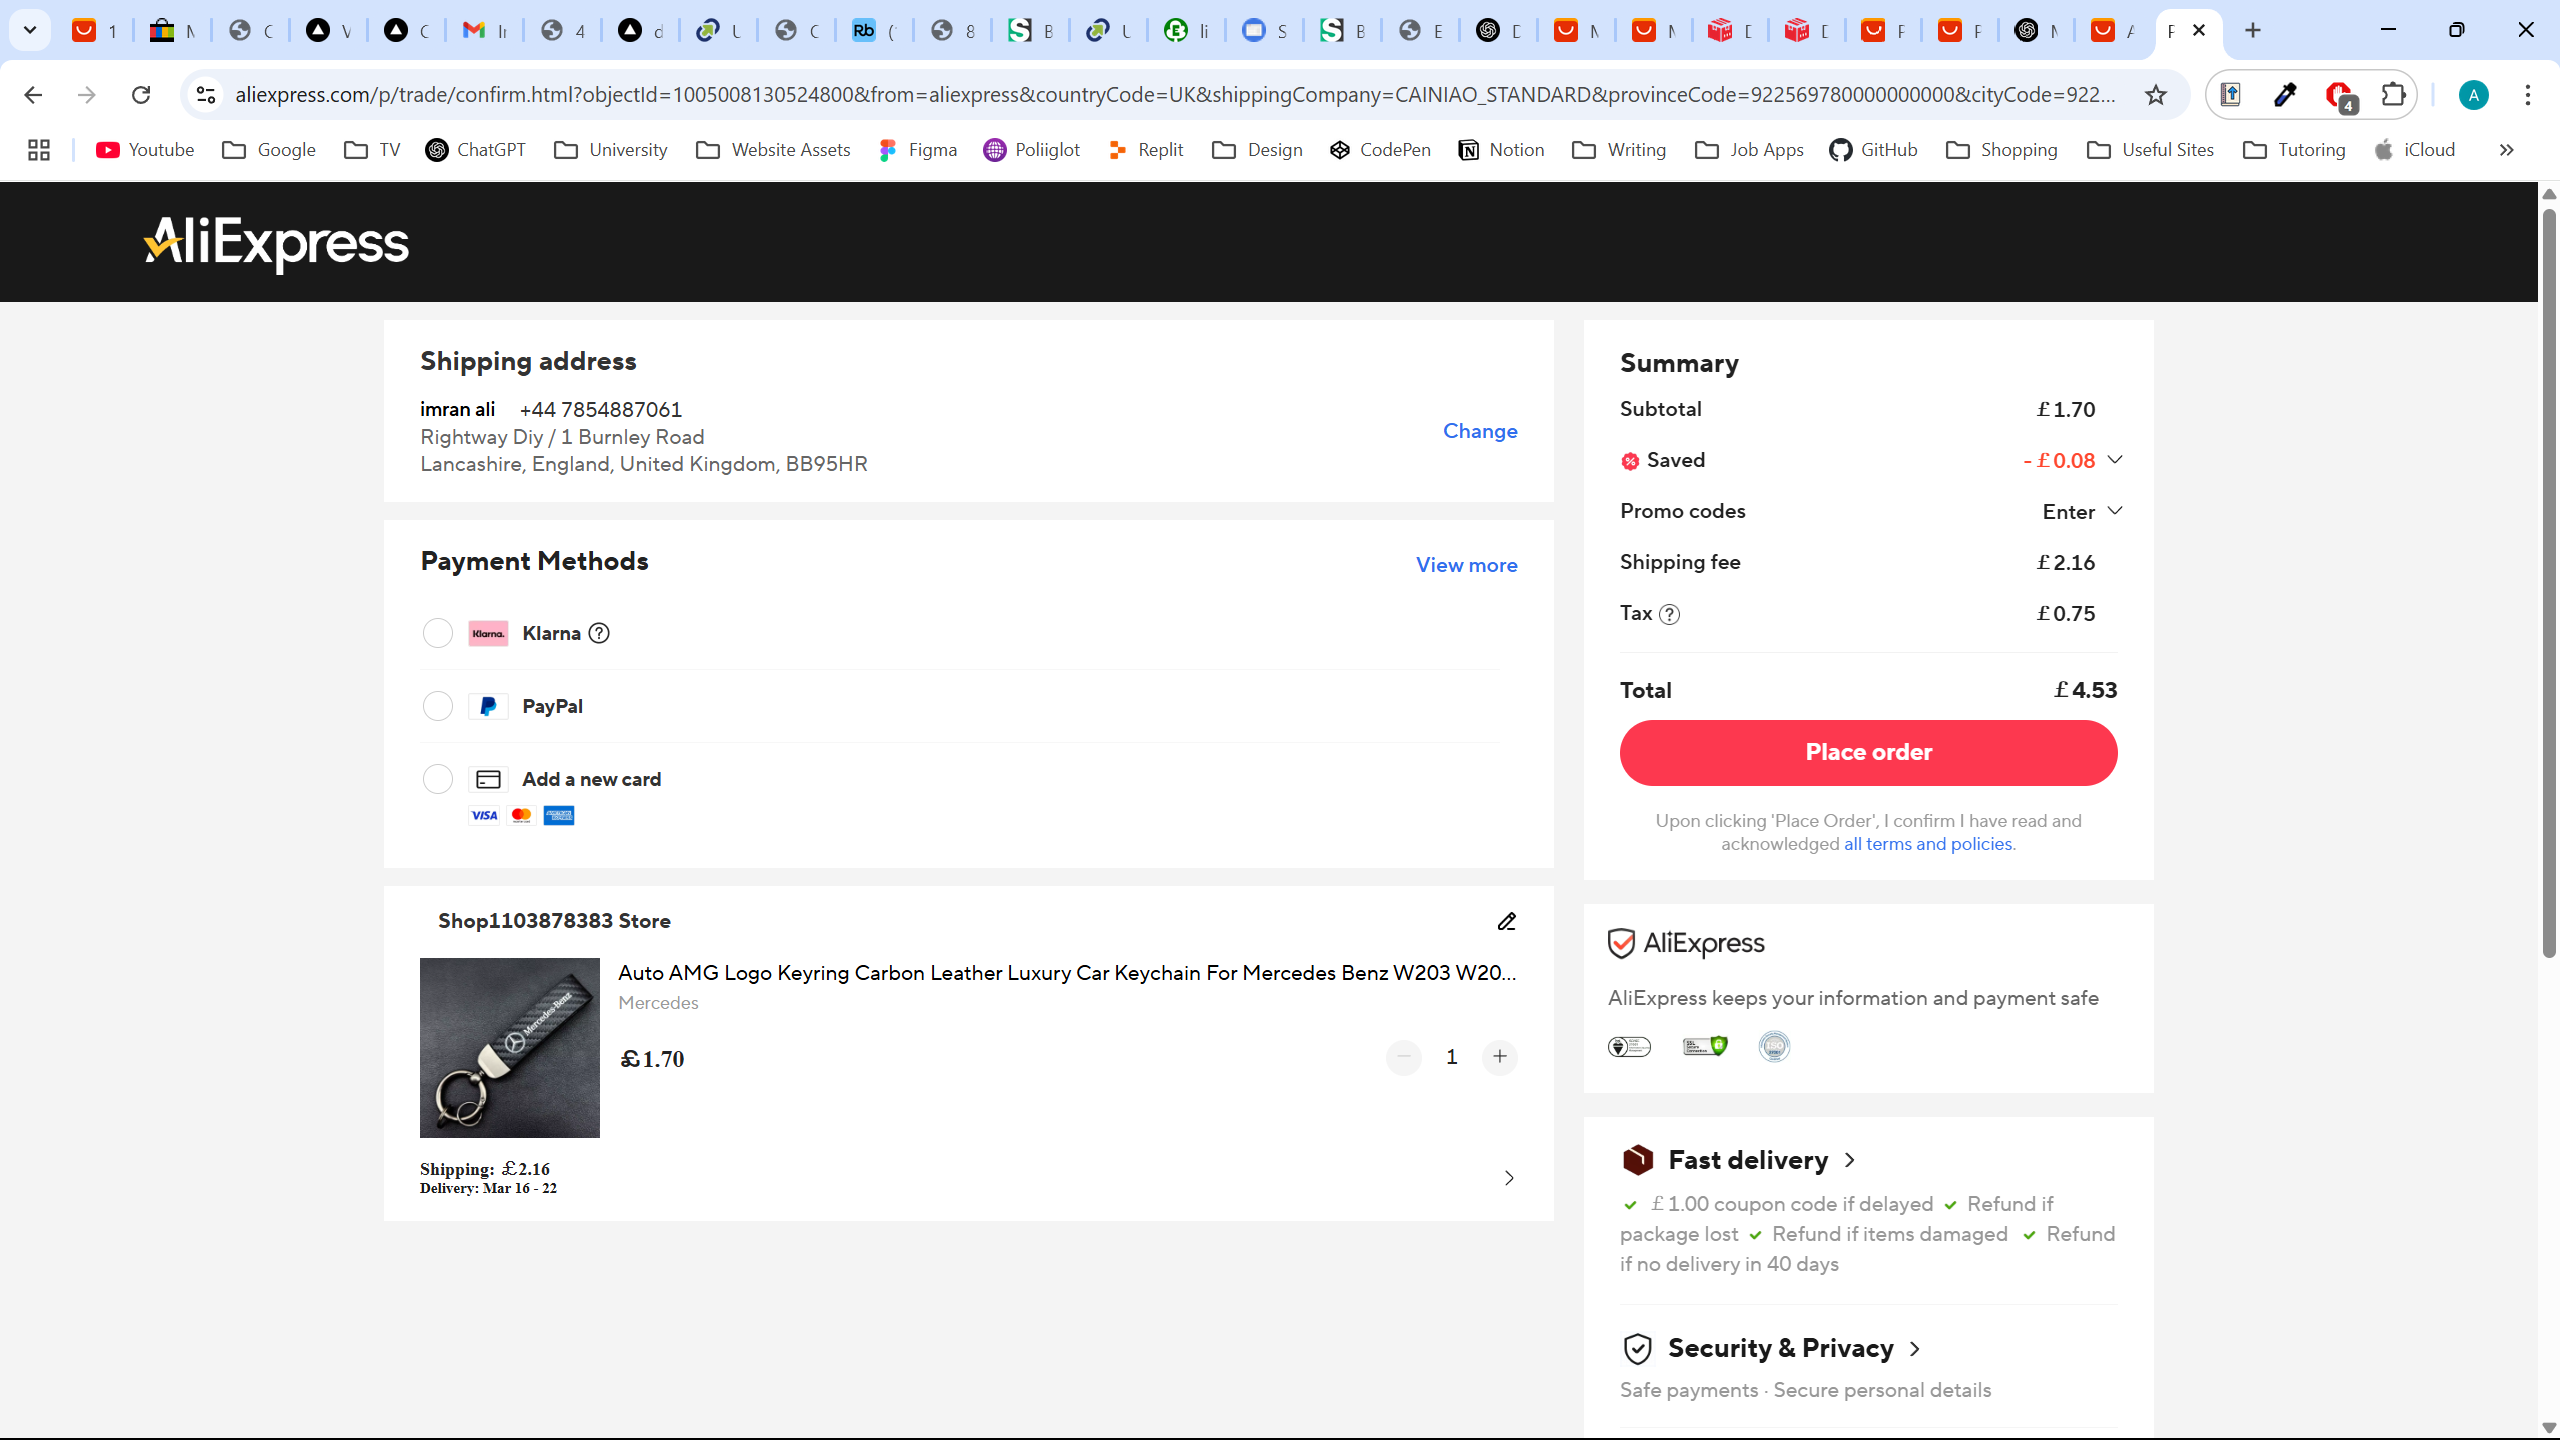 1
aliexpress.com/p/trade/confirm.html?objectId=1005008130524800&from=aliexpress&countryCode=UK&shippingCompany=CAINIAO_STANDARD&provinceCode=922569780000000000&cityCode=922...
4
A
Youtube Google TV ChatGPT University Website Assets Figma Poliiglot Replit Design CodePen Notion Writing Job Apps GitHub Shopping Useful Sites Tutoring iCloud
AliExpress
Shipping address
imran ali +44 7854887061
Rightway Diy / 1 Burnley Road
Lancashire, England, United Kingdom, BB95HR
Change
Payment Methods
View more
Klarna. Klarna
PayPal
Add a new card
VISA
Shop1103878383 Store
Auto AMG Logo Keyring Carbon Leather Luxury Car Keychain For Mercedes Benz W203 W20...
Mercedes
Mercedes-Benz
£1.70
1
Shipping: £2.16
Delivery: Mar 16 - 22
Summary
Subtotal £1.70
Saved -£0.08
Promo codes Enter
Shipping fee £2.16
Tax £0.75
Total £4.53
Place order
Upon clicking 'Place Order', I confirm I have read and
acknowledged all terms and policies.
AliExpress
AliExpress keeps your information and payment safe
Fast delivery
£1.00 coupon code if delayed Refund if
package lost Refund if items damaged Refund
if no delivery in 40 days
Security & Privacy
Safe payments · Secure personal details